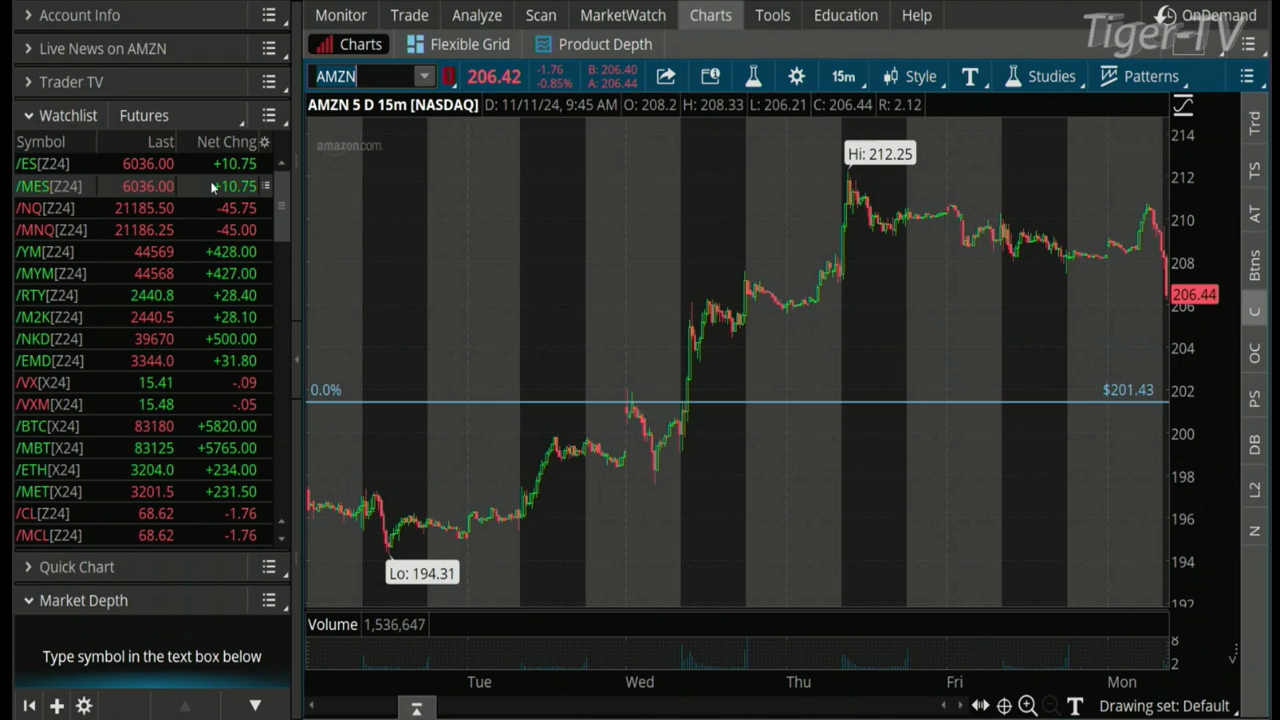 Account Info
Live News on AMZN
Trader TV
Watchlist Futures
Symbol Last Net Chng
/ES[Z24] 6036.00 +10.75
/MES[Z24] 6036.00 +10.75
/NQ[Z24] 21185.50 -45.75
/MNQ[Z24] 21186.25 -45.00
/YM[Z24] 44569 +428.00
/MYM[Z24] 44568 +427.00
/RTY[Z24] 2440.8 +28.40
/M2K[Z24] 2440.5 +28.10
/NKD[Z24] 39670 +500.00
/EMD[Z24] 3344.0 +31.80
/VX[X24] 15.41 -.09
/VXM[X24] 15.48 -.05
/BTC[X24] 83180 +5820.00
/MBT[X24] 83125 +5765.00
/ETH[X24] 3204.0 +234.00
/MET[X24] 3201.5 +231.50
/CL[Z24] 68.62 -1.76
/MCL[Z24] 68.62 -1.76
Quick Chart
Market Depth
Type symbol in the text box below
Monitor Trade Analyze Scan MarketWatch Charts Tools Education Help
OnDemand
Tiger-TV
Charts Flexible Grid Product Depth
AMZN 206.42 -1.76 -0.85% B: 206.40 A: 206.44 15m Style T Studies Patterns
AMZN 5 D 15m [NASDAQ] D: 11/11/24, 9:45 AM O: 208.2 H: 208.33 L: 206.21 C: 206.44 R: 2.12
amazon.com
Hi: 212.25
0.0% $201.43
Lo: 194.31
214
212
210
208
206.44
206
204
202
200
198
196
194
192
Volume 1,536,647
8
2
Tue Wed Thu Fri Mon
T Drawing set: Default
Trd
TS
AT
Btns
C
OC
PS
DB
L2
N